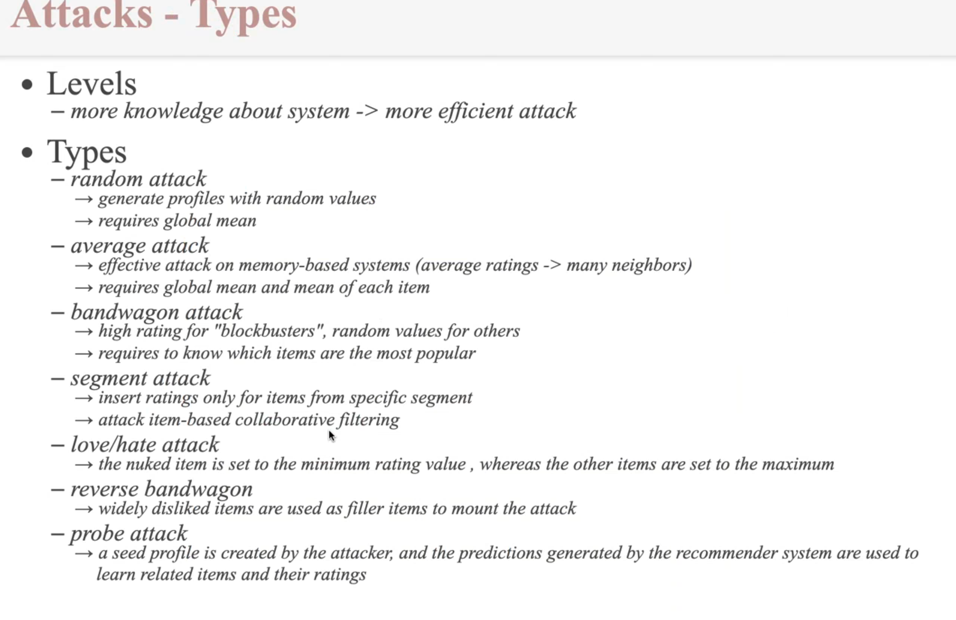 Attacks - Types
• Levels
– more knowledge about system -> more efficient attack
• Types
– random attack
→ generate profiles with random values
→ requires global mean
– average attack
→ effective attack on memory-based systems (average ratings -> many neighbors)
→ requires global mean and mean of each item
– bandwagon attack
→ high rating for "blockbusters", random values for others
→ requires to know which items are the most popular
– segment attack
→ insert ratings only for items from specific segment
→ attack item-based collaborative filtering
– love/hate attack
→ the nuked item is set to the minimum rating value , whereas the other items are set to the maximum
– reverse bandwagon
→ widely disliked items are used as filler items to mount the attack
– probe attack
→ a seed profile is created by the attacker, and the predictions generated by the recommender system are used to
learn related items and their ratings